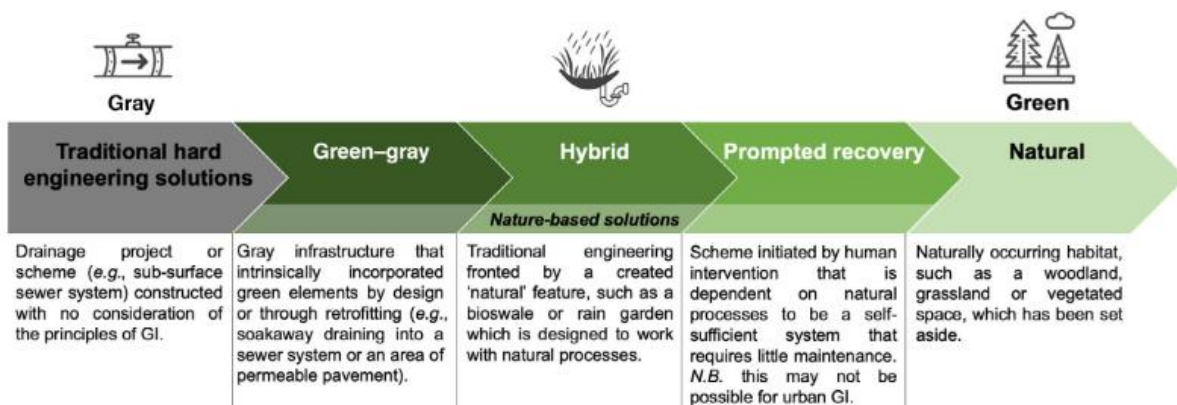 Gray
Green
Traditional hard
engineering solutions
Green–gray
Hybrid
Prompted recovery
Natural
Nature-based solutions
Drainage project or
scheme (e.g., sub-surface
sewer system) constructed
with no consideration of
the principles of GI.
Gray infrastructure that
intrinsically incorporated
green elements by design
or through retrofitting (e.g.,
soakaway draining into a
sewer system or an area of
permeable pavement).
Traditional engineering
fronted by a created
‘natural’ feature, such as a
bioswale or rain garden
which is designed to work
with natural processes.
Scheme initiated by human
intervention that is
dependent on natural
processes to be a self-
sufficient system that
requires little maintenance.
N.B. this may not be
possible for urban GI.
Naturally occurring habitat,
such as a woodland,
grassland or vegetated
space, which has been set
aside.